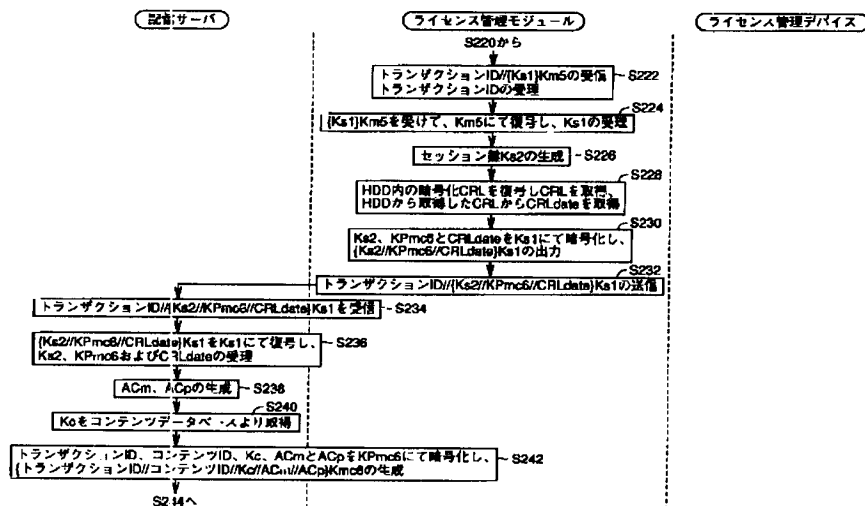 配信サーバ
ライセンス管理モジュール
ライセンス管理デバイス
S220から
トランザクションID//{Ks1}Km5の受信
トランザクションIDの受理
S222
{Ks1}Km5を受けて、Km5にて復号し、Ks1の受理
S224
セッション鍵Ks2の生成
S226
HDD内の暗号化CRLを復号しCRLを取得、
HDDから取得したCRLからCRLdateを取得
S228
Ks2、KPmc6とCRLdateをKs1にて暗号化し、
{Ks2//KPmc6//CRLdate}Ks1の出力
S230
トランザクションID//{Ks2//KPmc6//CRLdate}Ks1の送信
S232
トランザクションID//{Ks2//KPmc6//CRLdate}Ks1を受信
S234
{Ks2//KPmc6//CRLdate}Ks1をKs1にて復号し、
Ks2、KPmc6およびCRLdateの受理
S236
ACm、ACpの生成
S238
Kcをコンテンツデータベースより取得
S240
トランザクションID、コンテンツID、Kc、ACmとACpをKPmc6にて暗号化し、
{トランザクションID//コンテンツID//Kc//ACm//ACp}Kmc6の生成
S242
S244へ